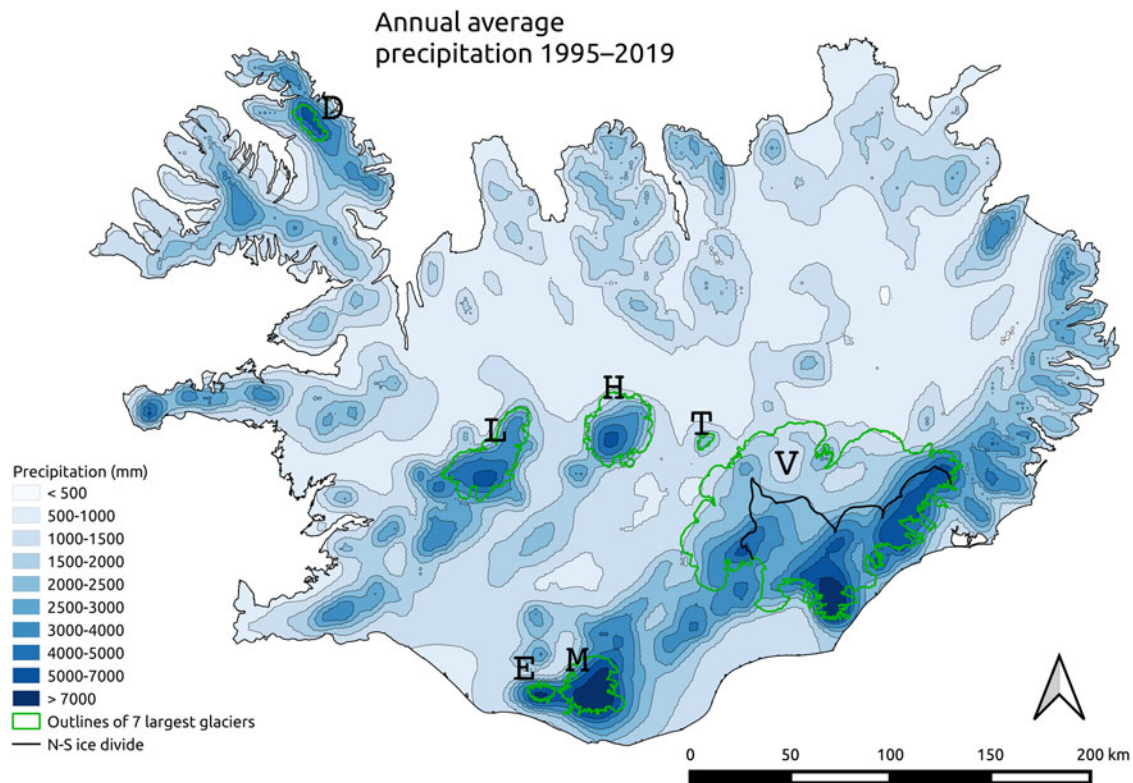 Annual average
precipitation 1995–2019
D
H
L
T
V
E
M
Precipitation (mm)
< 500
500-1000
1000-1500
1500-2000
2000-2500
2500-3000
3000-4000
4000-5000
5000-7000
> 7000
Outlines of 7 largest glaciers
N-S ice divide
0 50 100 150 200 km